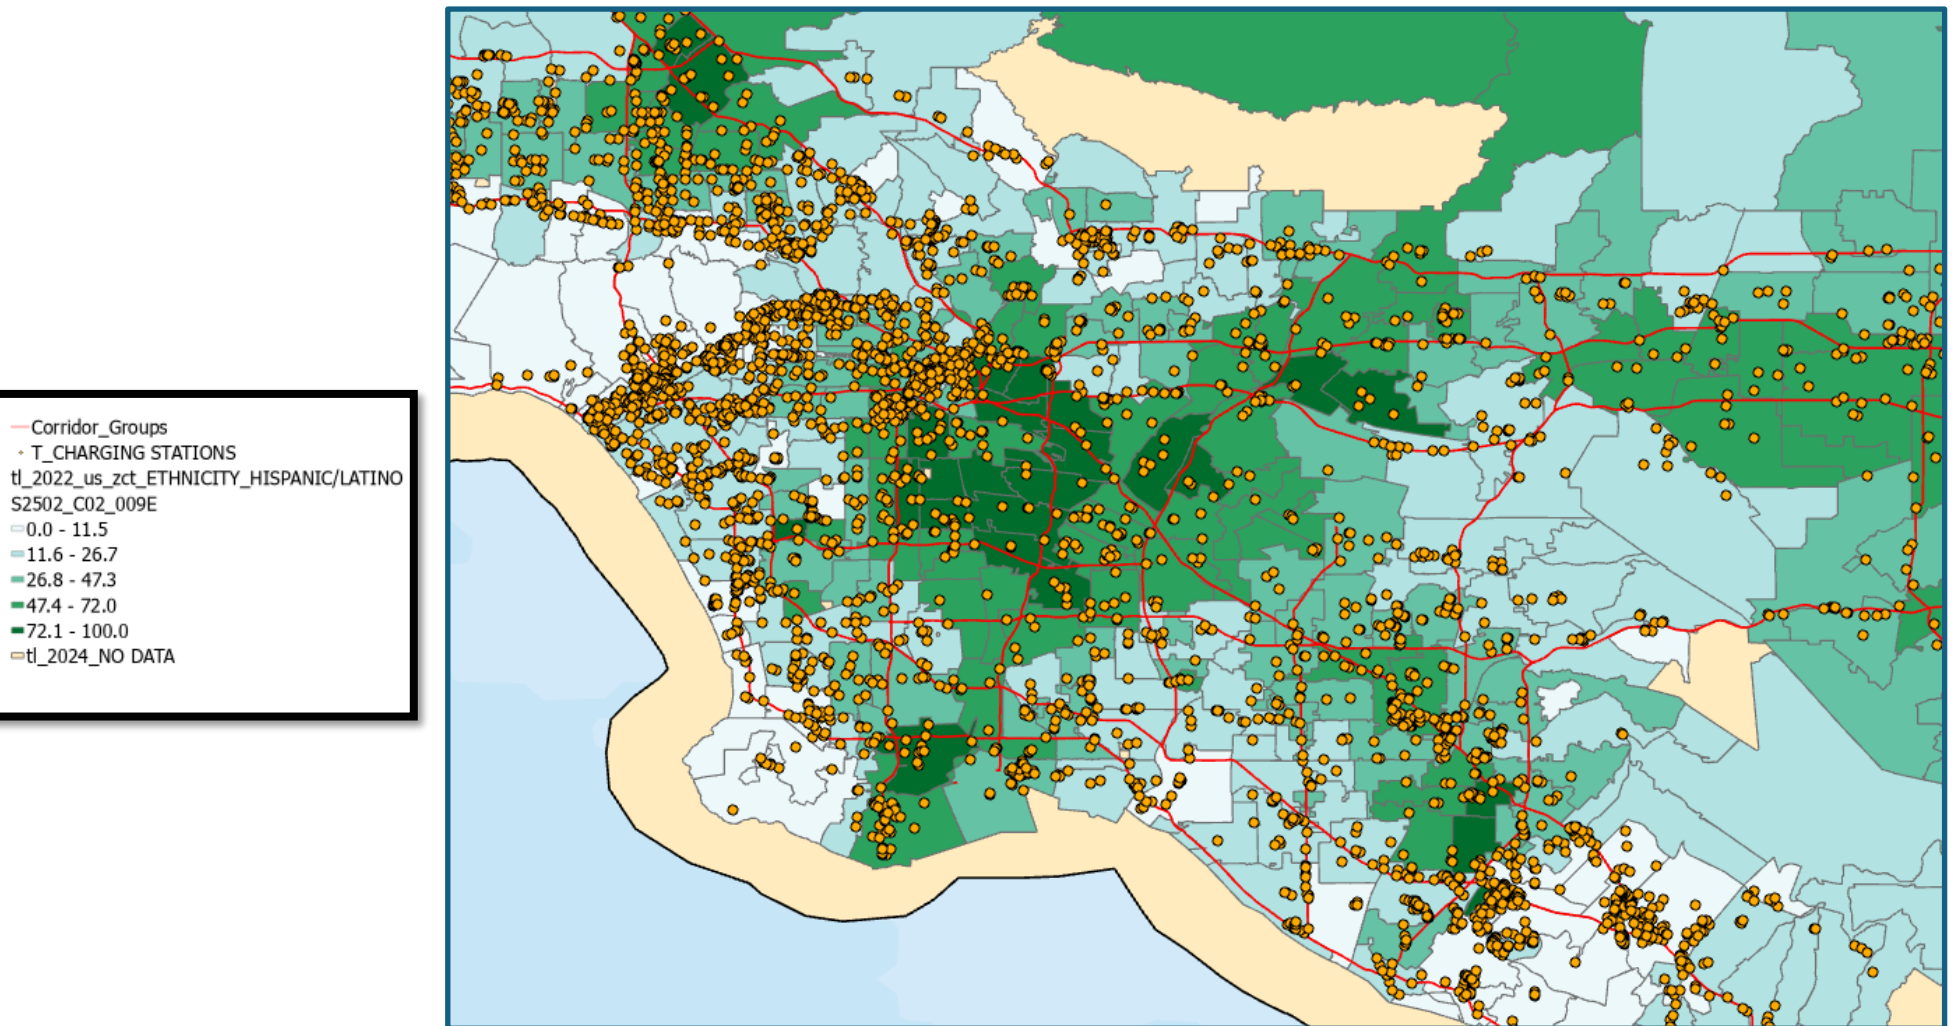 Corridor_Groups
T_CHARGING STATIONS
tl_2022_us_zct_ETHNICITY_HISPANIC/LATINO
S2502_C02_009E
0.0 - 11.5
11.6 - 26.7
26.8 - 47.3
47.4 - 72.0
72.1 - 100.0
tl_2024_NO DATA